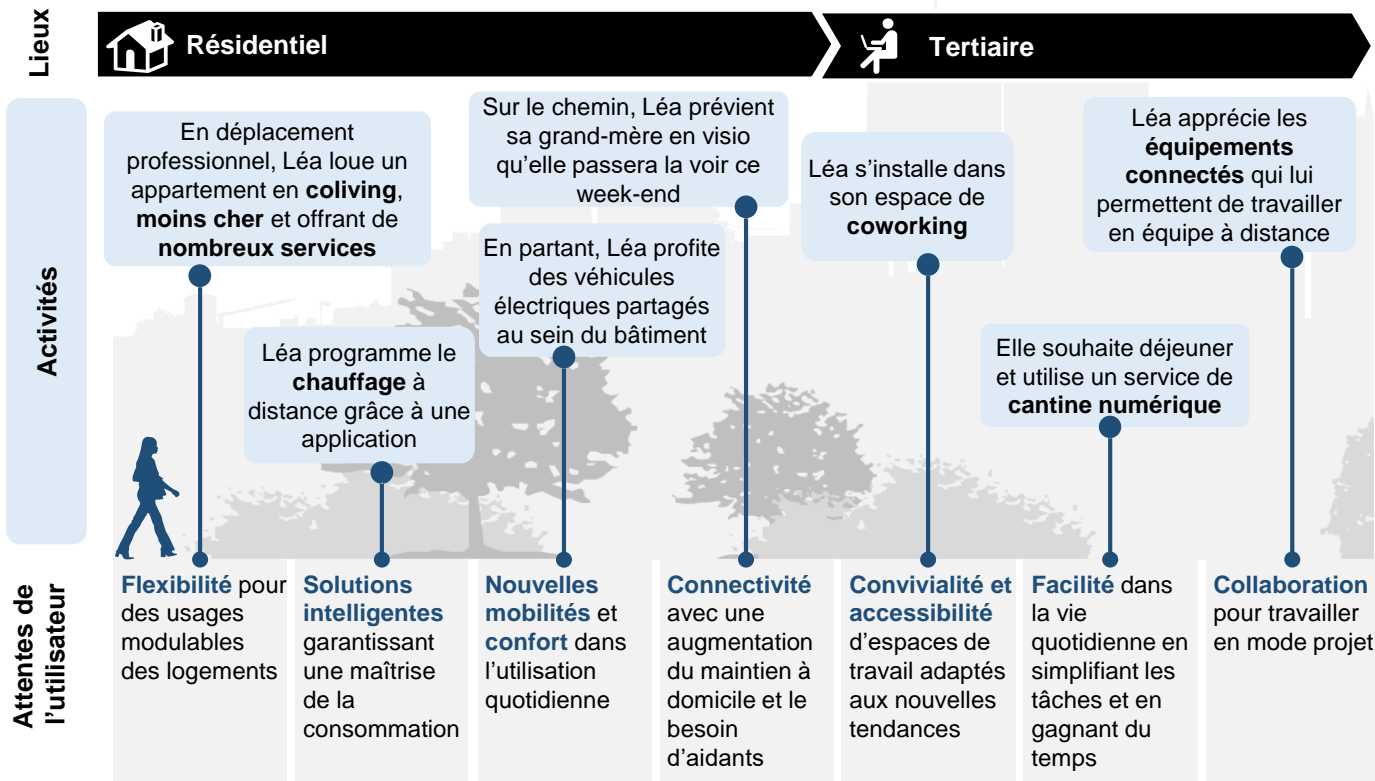 Lieux
Résidentiel
Tertiaire
Activités
En déplacement
professionnel, Léa loue un
appartement en coliving,
moins cher et offrant de
nombreux services
Léa programme le
chauffage à
distance grâce à une
application
Sur le chemin, Léa prévient
sa grand-mère en visio
qu'elle passera la voir ce
week-end
En partant, Léa profite
des véhicules
électriques partagés
au sein du bâtiment
Léa s'installe dans
son espace de
coworking
Elle souhaite déjeuner
et utilise un service de
cantine numérique
Léa apprécie les
équipements
connectés qui lui
permettent de travailler
en équipe à distance
Attentes de
l'utilisateur
Flexibilité pour
des usages
modulables
des logements
Solutions
intelligentes
garantissant
une maîtrise
de la
consommation
Nouvelles
mobilités et
confort dans
l'utilisation
quotidienne
Connectivité
avec une
augmentation
du maintien à
domicile et le
besoin
d'aidants
Convivialité et
accessibilité
d'espaces de
travail adaptés
aux nouvelles
tendances
Facilité dans
la vie
quotidienne en
simplifiant les
tâches et en
gagnant du
temps
Collaboration
pour travailler
en mode projet